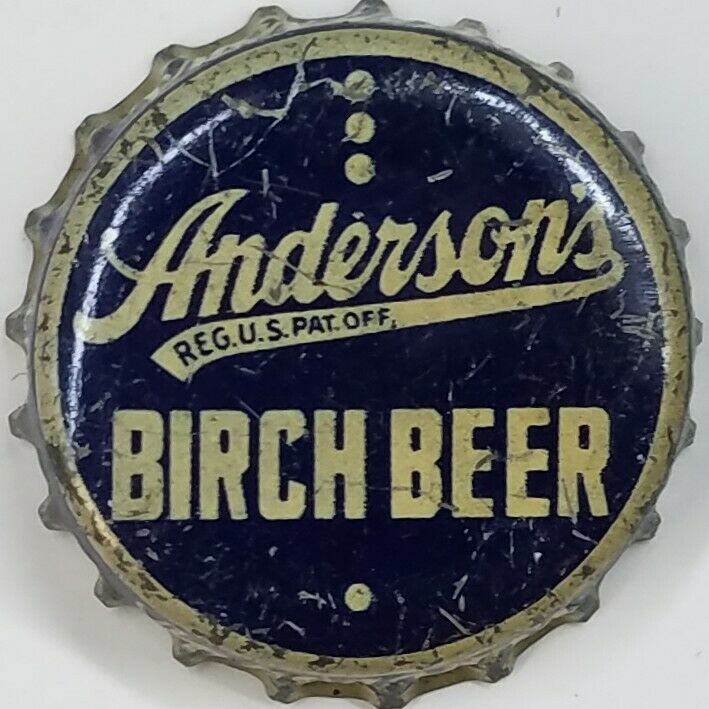 Anderson's
REG. U.S. PAT. OFF.
BIRCH BEER